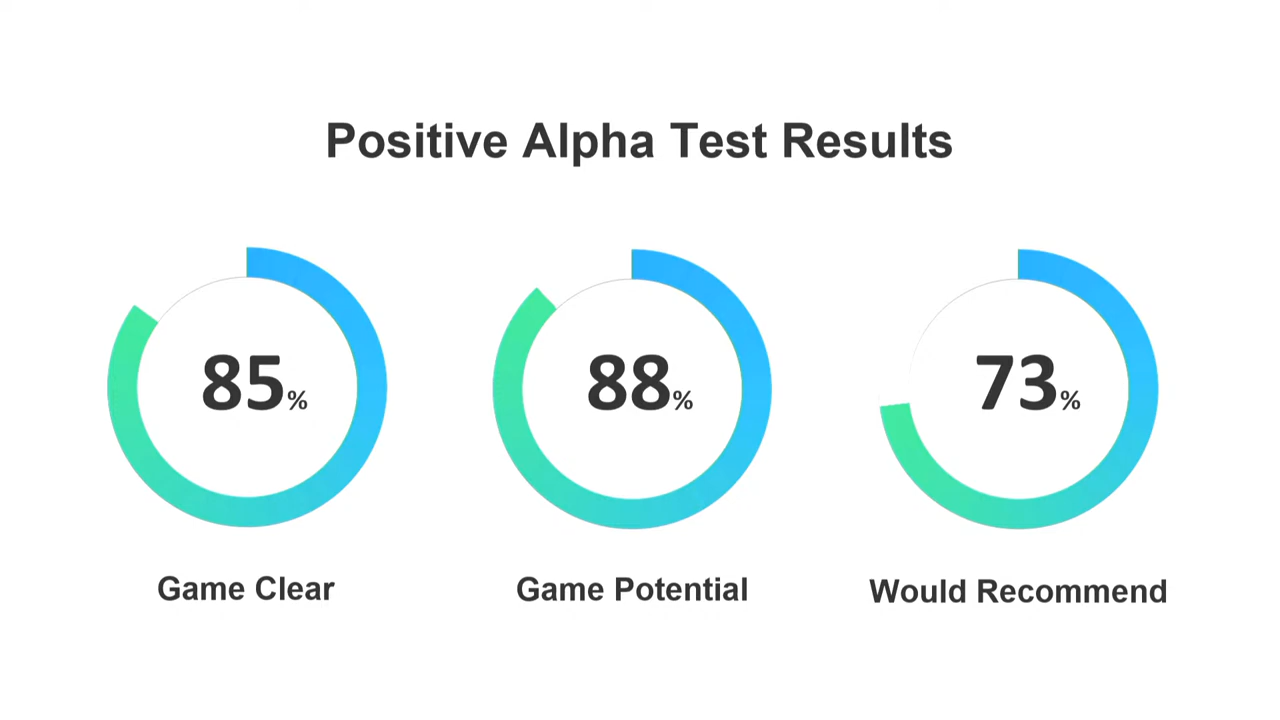 Positive Alpha Test Results
85%
88%
73%
Game Clear
Game Potential
Would Recommend